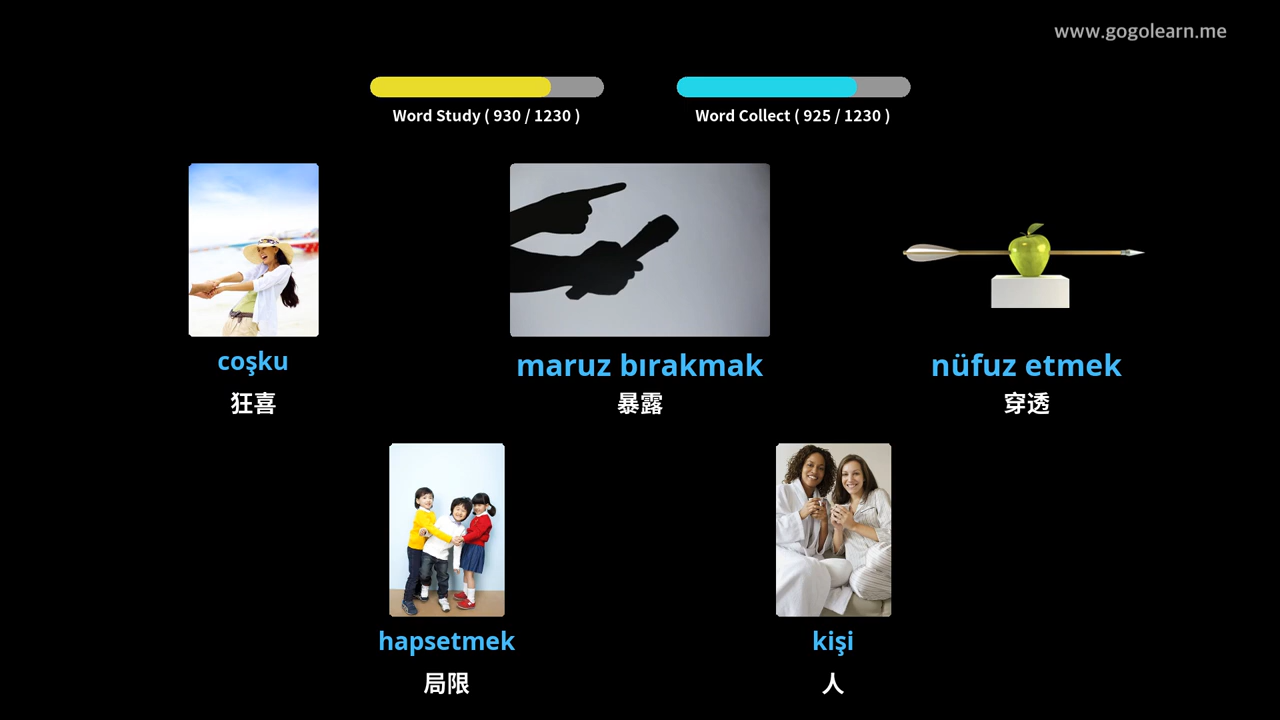 www.gogolearn.me
Word Study ( 930 / 1230 )
Word Collect ( 925 / 1230 )
coşku
狂喜
maruz bırakmak
暴露
nüfuz etmek
穿透
hapsetmek
局限
kişi
人